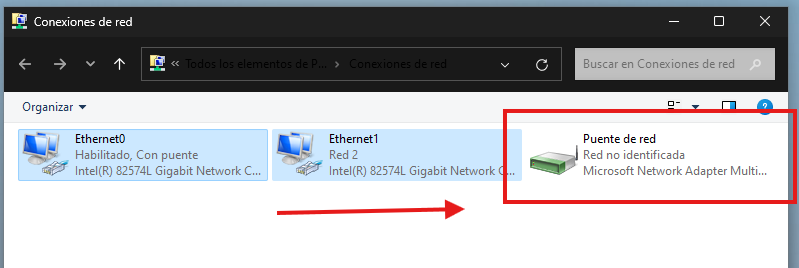 Conexiones de red
Todos los elementos de P... > Conexiones de red
Buscar en Conexiones de red
Organizar
Ethernet0
Habilitado, Con puente
Intel(R) 82574L Gigabit Network C...
Ethernet1
Red 2
Intel(R) 82574L Gigabit Network C...
Puente de red
Red no identificada
Microsoft Network Adapter Multi...